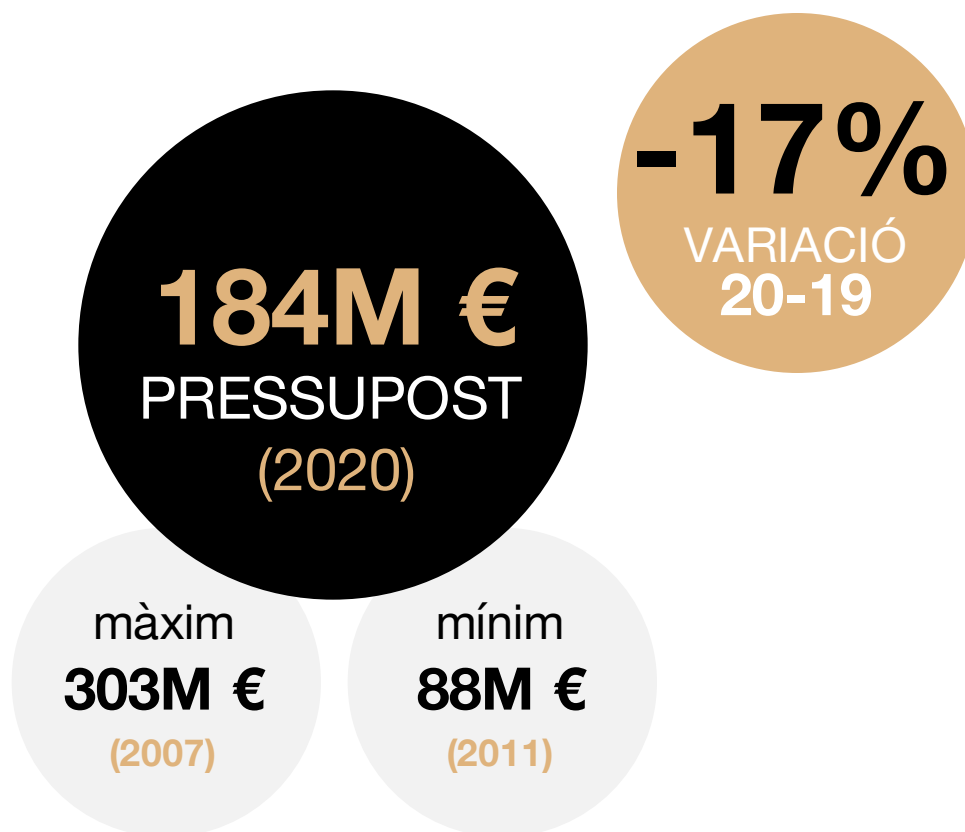 -17%
VARIACIÓ
20-19
184M €
PRESSUPOST
(2020)
màxim
303M €
(2007)
mínim
88M €
(2011)